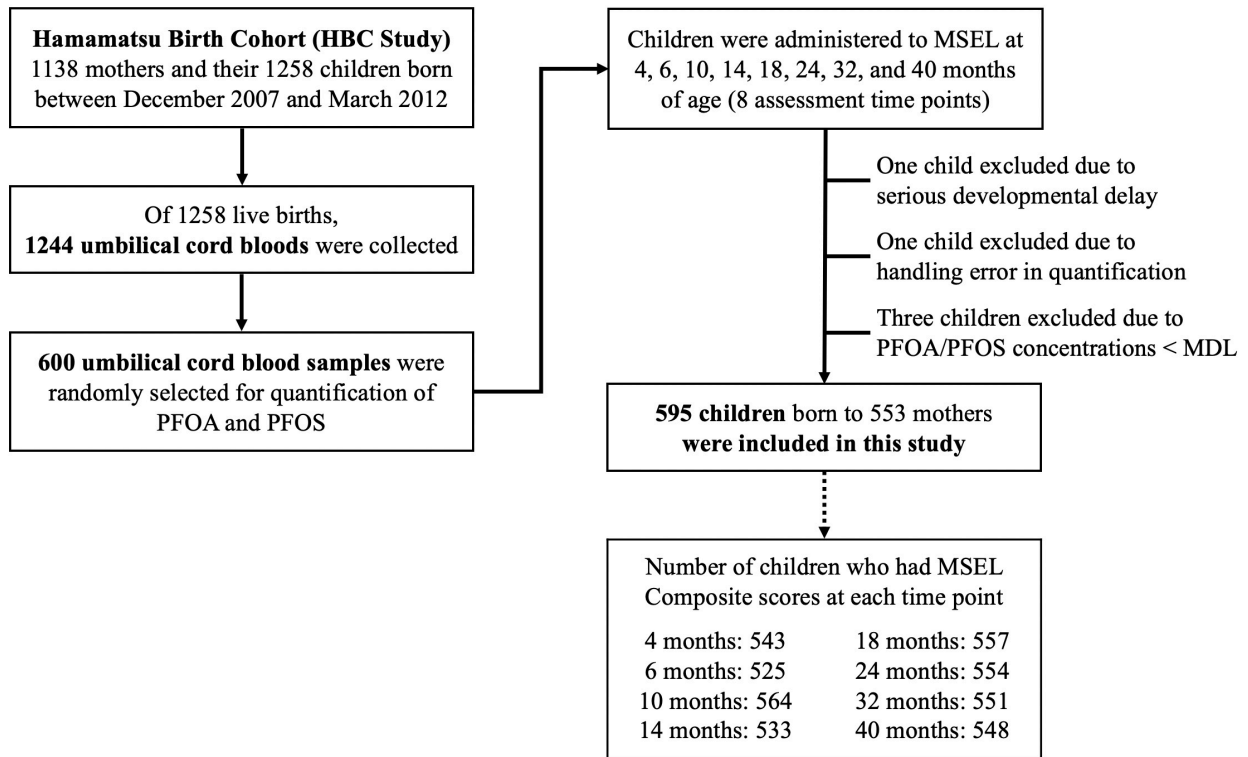 Hamamatsu Birth Cohort (HBC Study)
1138 mothers and their 1258 children born
between December 2007 and March 2012
Of 1258 live births,
1244 umbilical cord bloods were collected
600 umbilical cord blood samples were
randomly selected for quantification of
PFOA and PFOS
Children were administered to MSEL at
4, 6, 10, 14, 18, 24, 32, and 40 months
of age (8 assessment time points)
One child excluded due to
serious developmental delay
One child excluded due to
handling error in quantification
Three children excluded due to
PFOA/PFOS concentrations < MDL
595 children born to 553 mothers
were included in this study
Number of children who had MSEL
Composite scores at each time point
4 months: 543
6 months: 525
10 months: 564
14 months: 533
18 months: 557
24 months: 554
32 months: 551
40 months: 548